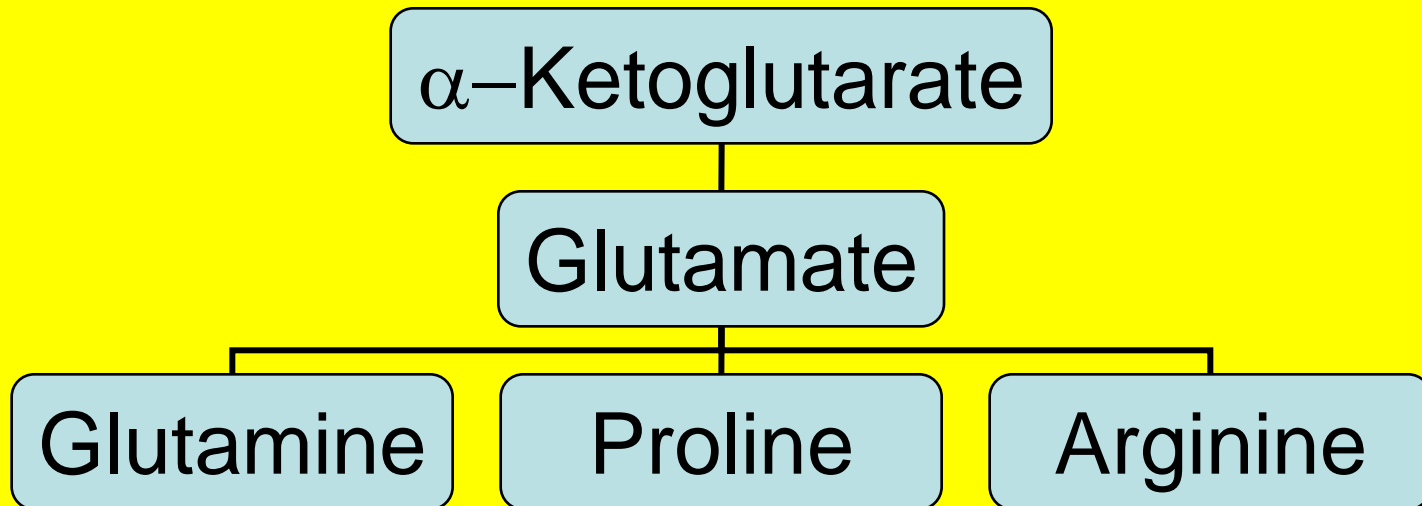 α–Ketoglutarate
Glutamate
Glutamine
Proline
Arginine